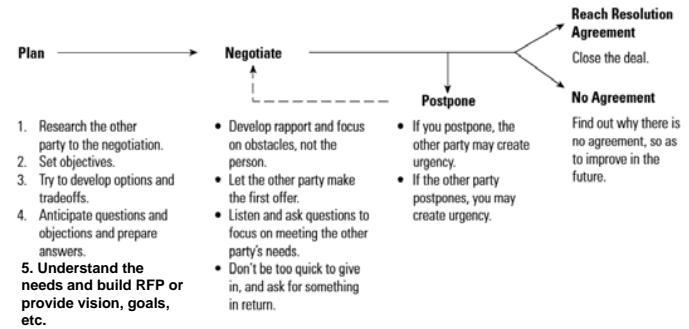 Plan
Negotiate
Postpone
Reach Resolution
Agreement
Close the deal.
No Agreement
Find out why there is
no agreement, so as
to improve in the
future.
1. Research the other
party to the negotiation.
2. Set objectives.
3. Try to develop options and
tradeoffs.
4. Anticipate questions and
objections and prepare
answers.
5. Understand the
needs and build RFP or
provide vision, goals,
etc.
• Develop rapport and focus
on obstacles, not the
person.
• Let the other party make
the first offer.
• Listen and ask questions to
focus on meeting the other
party's needs.
• Don't be too quick to give
in, and ask for something
in return.
• If you postpone, the
other party may create
urgency.
• If the other party
postpones, you may
create urgency.